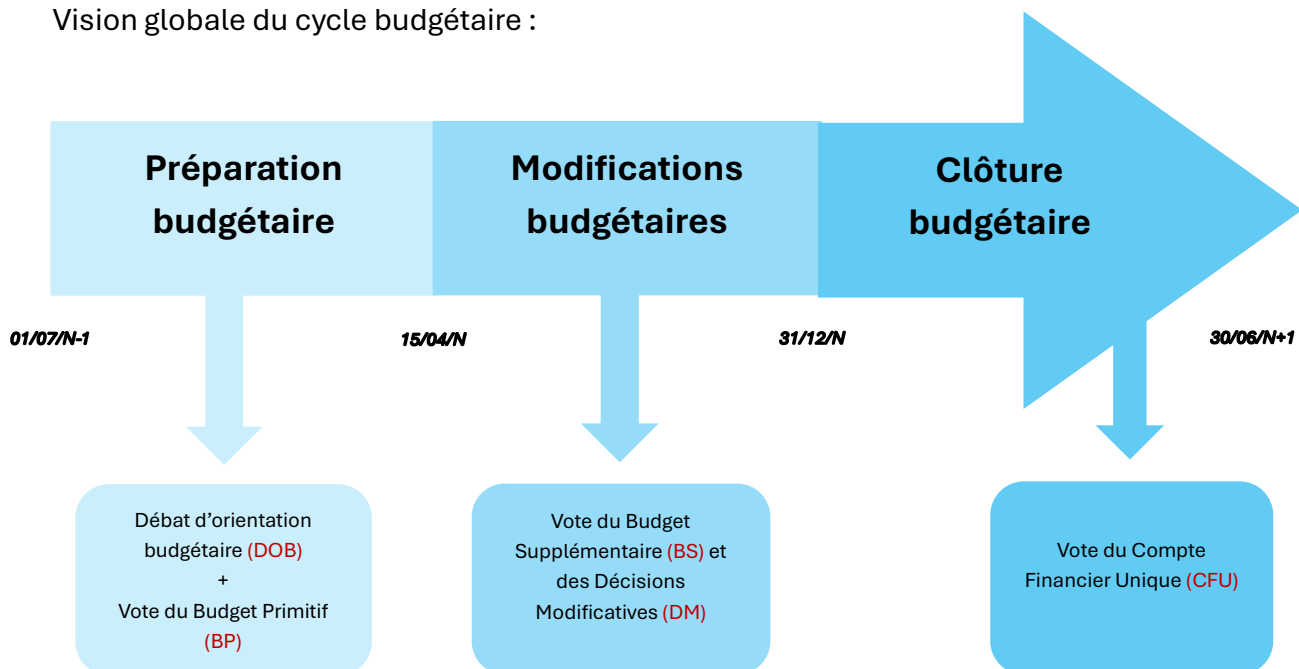 Vision globale du cycle budgétaire :
Préparation
budgétaire
Modifications
budgétaires
Clôture
budgétaire
01/07/N-1
15/04/N
31/12/N
30/06/N+1
Débat d’orientation
budgétaire (DOB)
+
Vote du Budget Primitif
(BP)
Vote du Budget
Supplémentaire (BS) et
des Décisions
Modificatives (DM)
Vote du Compte
Financier Unique (CFU)